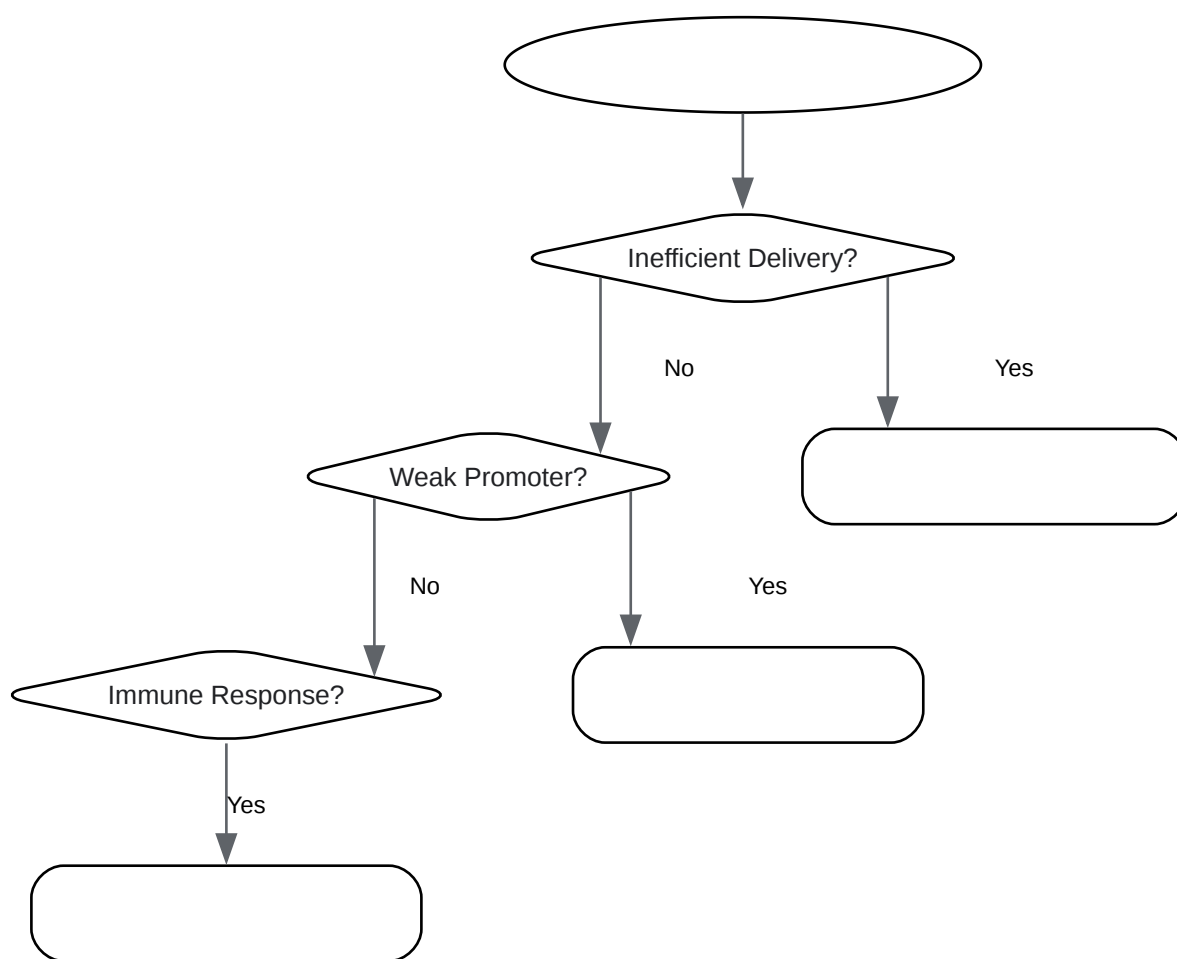 Inefficient Delivery?
No
Yes
Weak Promoter?
No
Yes
Immune Response?
Yes